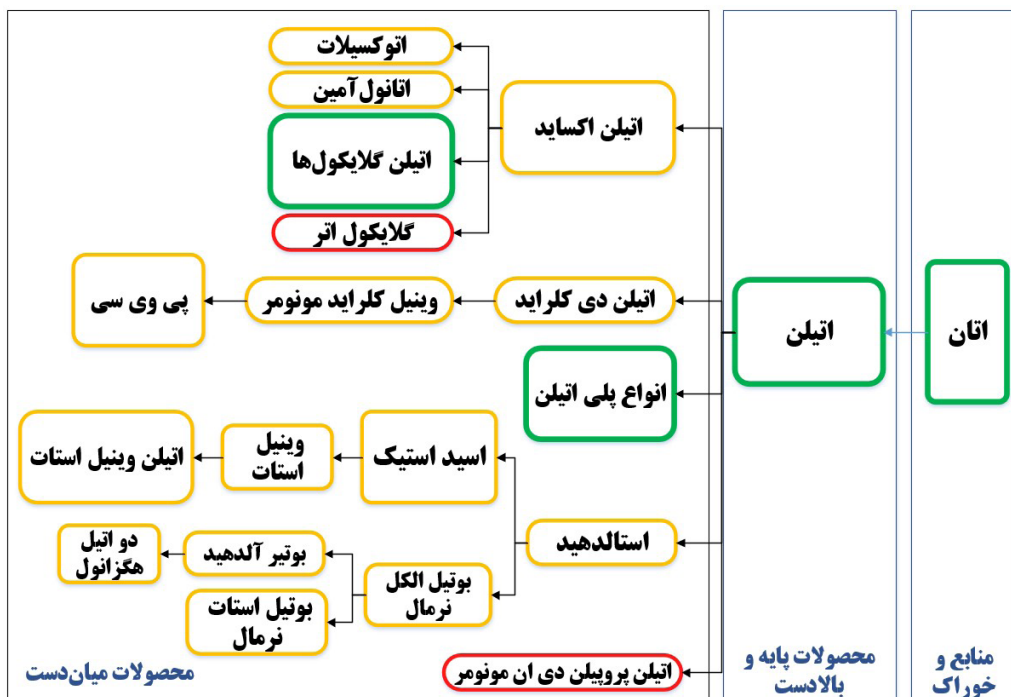 اتان
منابع و
خوراک
اتیلن
محصولات پایه و
بالادست
اتیلن اکساید
اتوکسیلات
اتانول‌آمین
اتیلن گلایکول‌ها
گلایکول اتر
اتیلن دی کلراید
وینیل کلراید مونومر
پی وی سی
انواع پلی اتیلن
استالدهید
اسید استیک
وینیل
استات
اتیلن وینیل استات
بوتیل الکل
نرمال
بوتیر آلدهید
دو اتیل
هگزانول
بوتیل استات
نرمال
اتیلن پروپیلن دی ان مونومر
محصولات میان‌دست